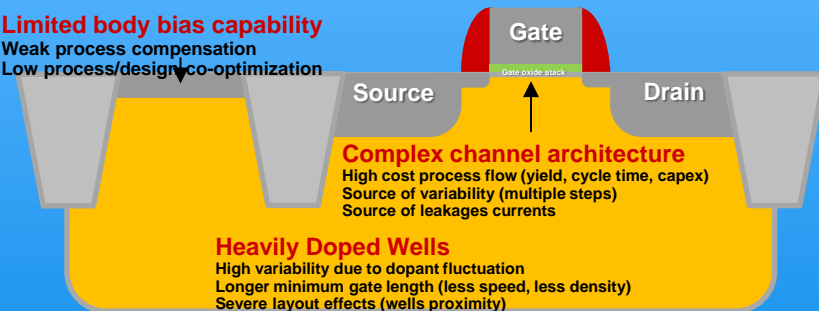 Limited body bias capability
Weak process compensation
Low process/design co-optimization
Gate
Gate oxide stack
Source
Drain
Complex channel architecture
High cost process flow (yield, cycle time, capex)
Source of variability (multiple steps)
Source of leakages currents
Heavily Doped Wells
High variability due to dopant fluctuation
Longer minimum gate length (less speed, less density)
Severe layout effects (wells proximity)